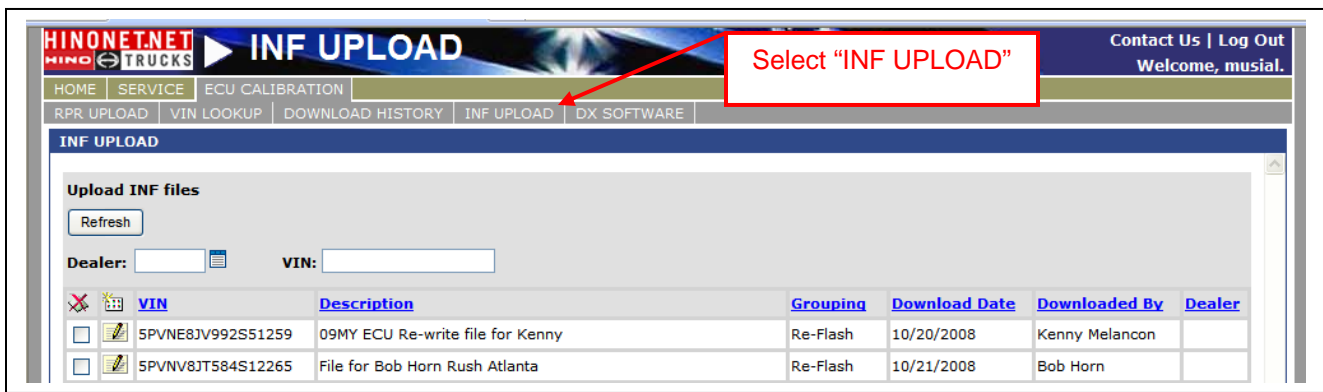 HINONET.NET
HINO TRUCKS
INF UPLOAD
Select “INF UPLOAD”
Contact Us | Log Out
Welcome, musial.
HOME SERVICE ECU CALIBRATION
RPR UPLOAD VIN LOOKUP DOWNLOAD HISTORY INF UPLOAD DX SOFTWARE
INF UPLOAD
Upload INF files
Refresh
Dealer: VIN:
VIN Description Grouping Download Date Downloaded By Dealer
5PVNE8JV992S51259 09MY ECU Re-write file for Kenny Re-Flash 10/20/2008 Kenny Melancon
5PVNV8JT584S12265 File for Bob Horn Rush Atlanta Re-Flash 10/21/2008 Bob Horn